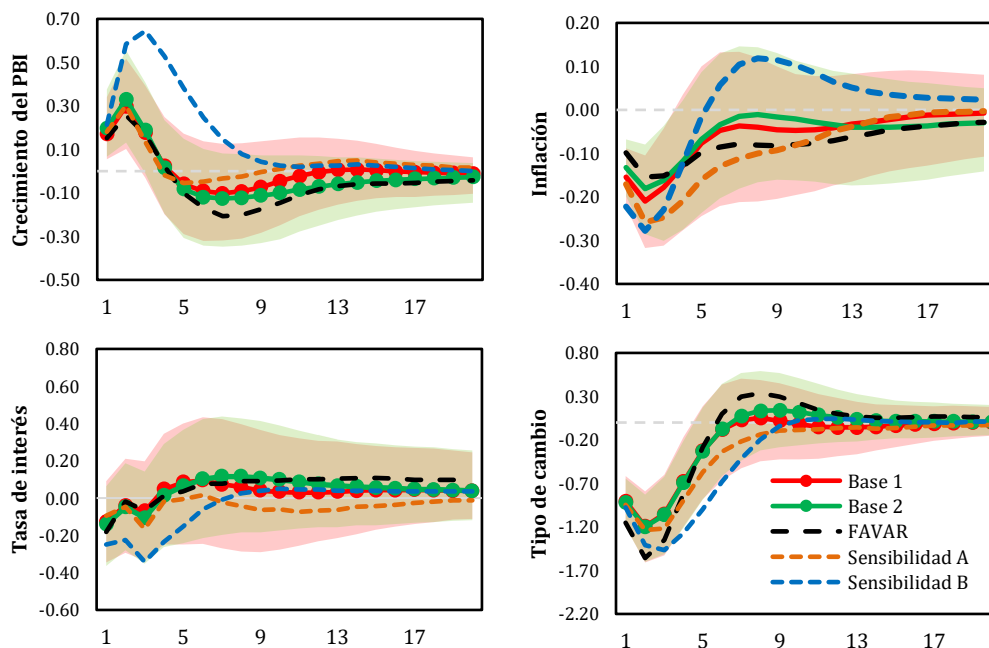 Crecimiento del PBI
0.70
0.50
0.30
0.10
-0.10
-0.30
-0.50
1 5 9 13 17
Inflación
0.20
0.10
0.00
-0.10
-0.20
-0.30
-0.40
1 5 9 13 17
Tasa de interés
0.80
0.60
0.40
0.20
0.00
-0.20
-0.40
-0.60
1 5 9 13 17
Tipo de cambio
0.80
0.30
-0.20
-0.70
-1.20
-1.70
-2.20
1 5 9 13 17
Base 1
Base 2
FAVAR
Sensibilidad A
Sensibilidad B